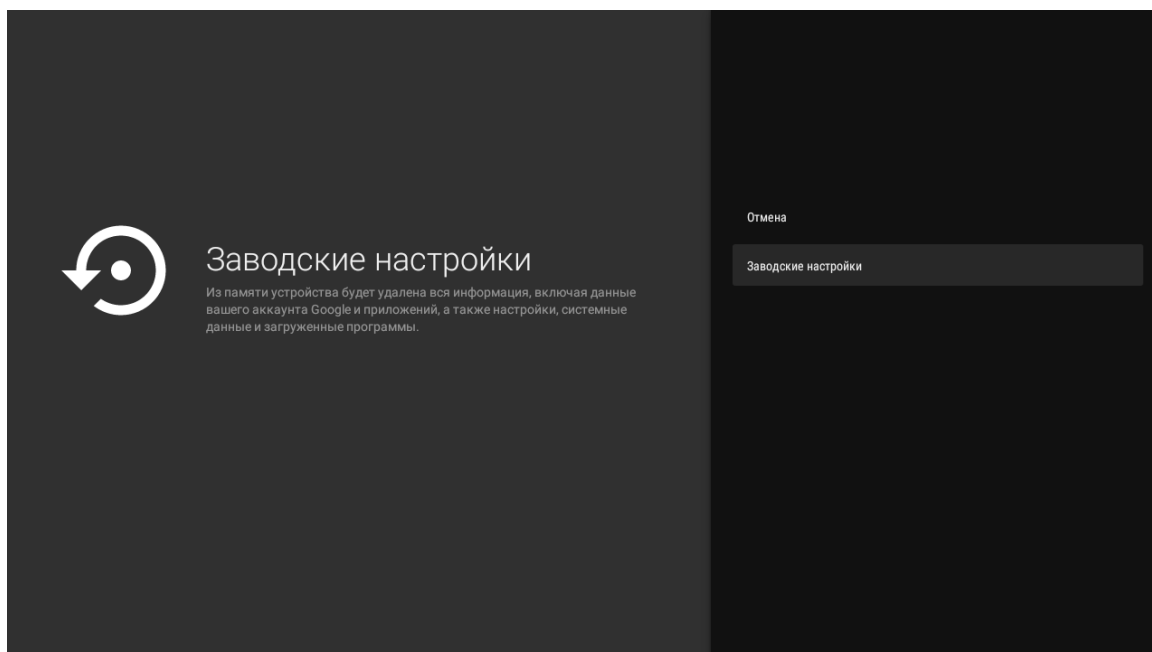 Отмена
Заводские настройки
Заводские настройки
Из памяти устройства будет удалена вся информация, включая данные
вашего аккаунта Google и приложений, а также настройки, системные
данные и загруженные программы.